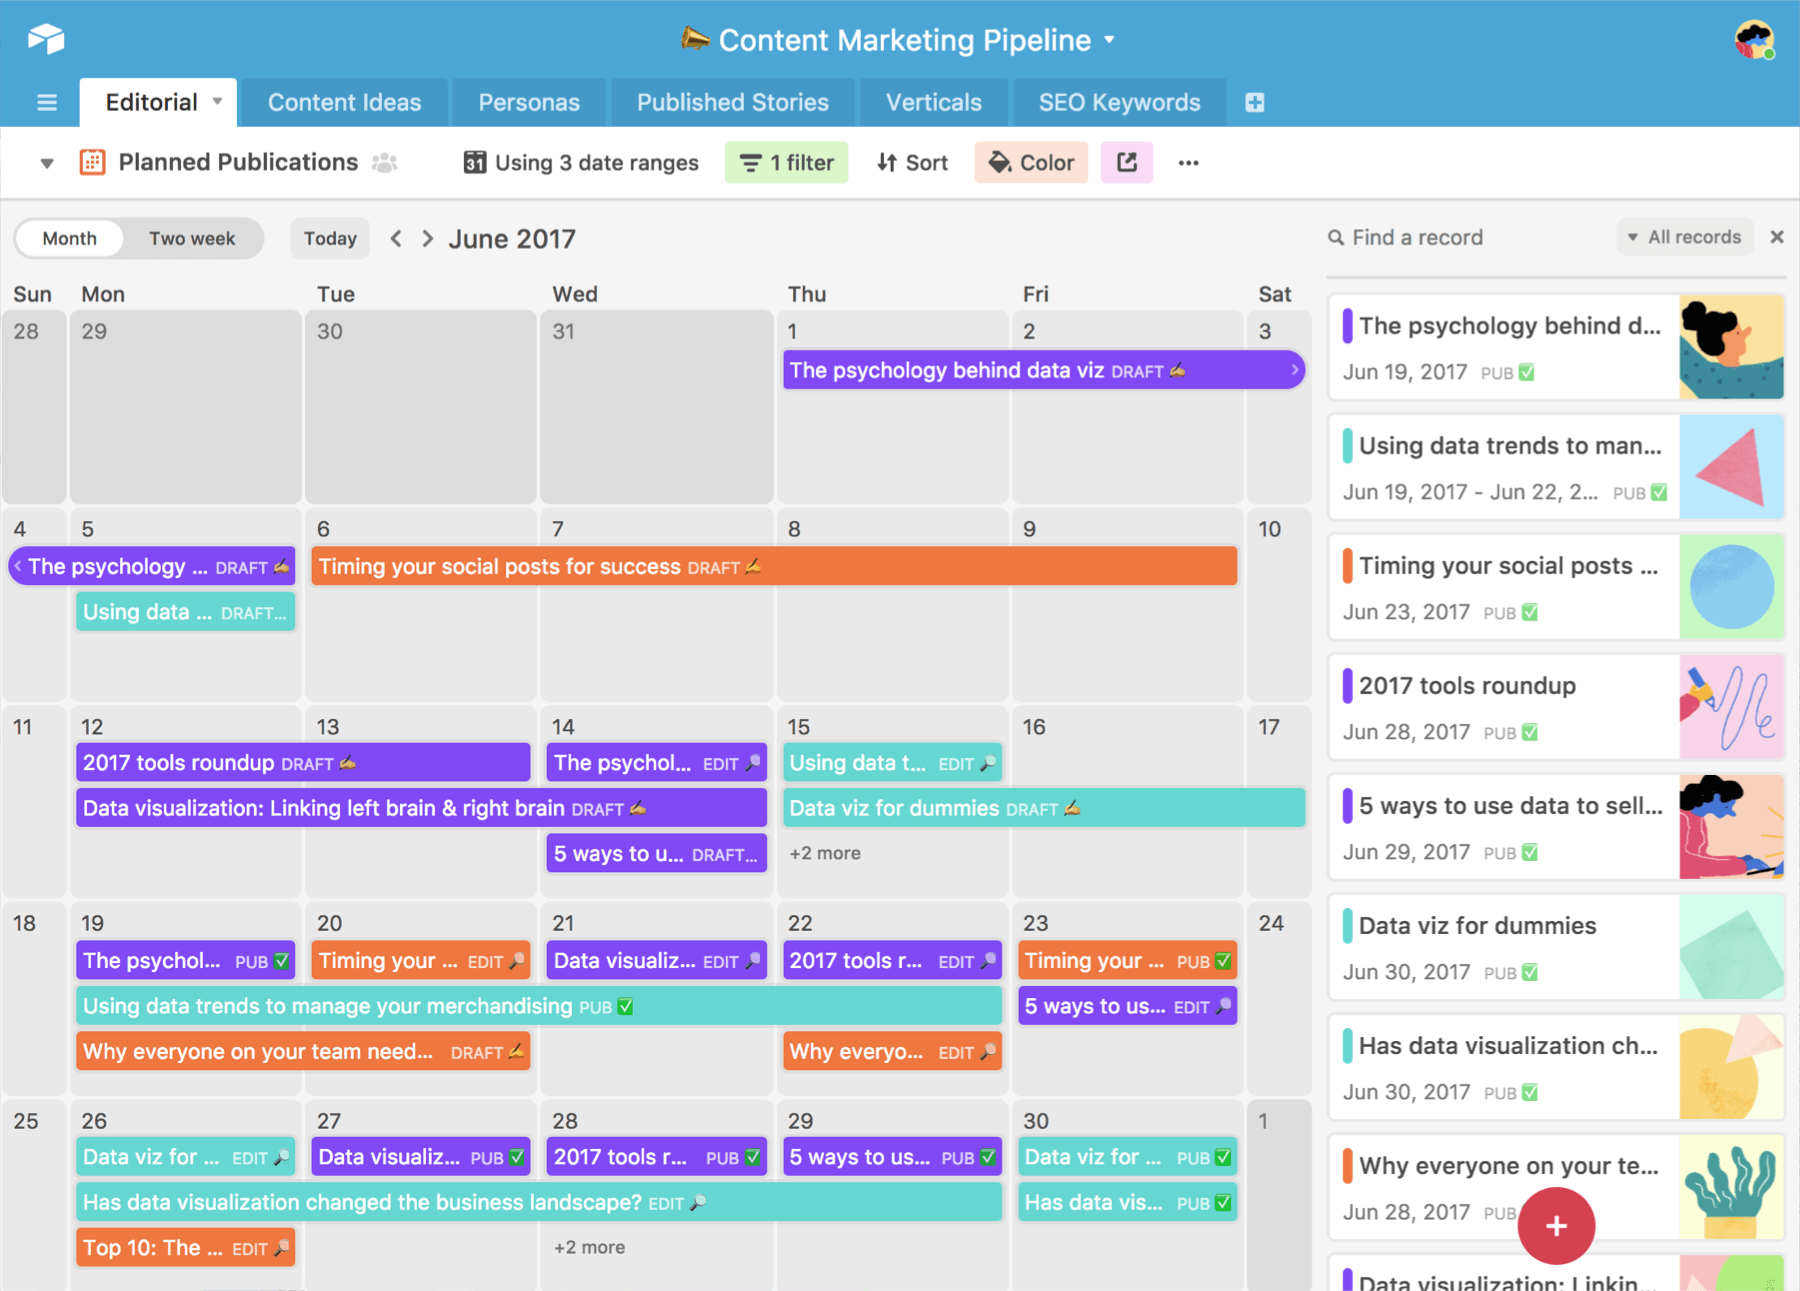 Content Marketing Pipeline
Editorial Content Ideas Personas Published Stories Verticals SEO Keywords
Planned Publications 31 Using 3 date ranges 1 filter Sort Color
Month Two week Today June 2017
Find a record All records
Sun Mon Tue Wed Thu Fri Sat
28 29 30 31 1 2 3
The psychology behind data viz DRAFT
4 5 6 7 8 9 10
The psychology ... DRAFT Timing your social posts for success DRAFT
Using data ... DRAFT...
11 12 13 14 15 16 17
2017 tools roundup DRAFT The psychol... EDIT Using data t... EDIT
Data visualization: Linking left brain & right brain DRAFT Data viz for dummies DRAFT
5 ways to u... DRAFT... +2 more
18 19 20 21 22 23 24
The psychol... PUB Timing your ... EDIT Data visualiz... EDIT 2017 tools r... EDIT Timing your ... PUB
Using data trends to manage your merchandising PUB 5 ways to us... EDIT
Why everyone on your team need... DRAFT Why everyo... EDIT
25 26 27 28 29 30 1
Data viz for ... EDIT Data visualiz... PUB 2017 tools r... PUB 5 ways to us... PUB Data viz for ... PUB
Has data visualization changed the business landscape? EDIT Has data vis... PUB
Top 10: The ... EDIT +2 more
The psychology behind d...
Jun 19, 2017 PUB
Using data trends to man...
Jun 19, 2017 - Jun 22, 2... PUB
Timing your social posts ...
Jun 23, 2017 PUB
2017 tools roundup
Jun 28, 2017 PUB
5 ways to use data to sell...
Jun 29, 2017 PUB
Data viz for dummies
Jun 30, 2017 PUB
Has data visualization ch...
Jun 30, 2017 PUB
Why everyone on your te...
Jun 28, 2017 PUB
Data visualization: Linkin...